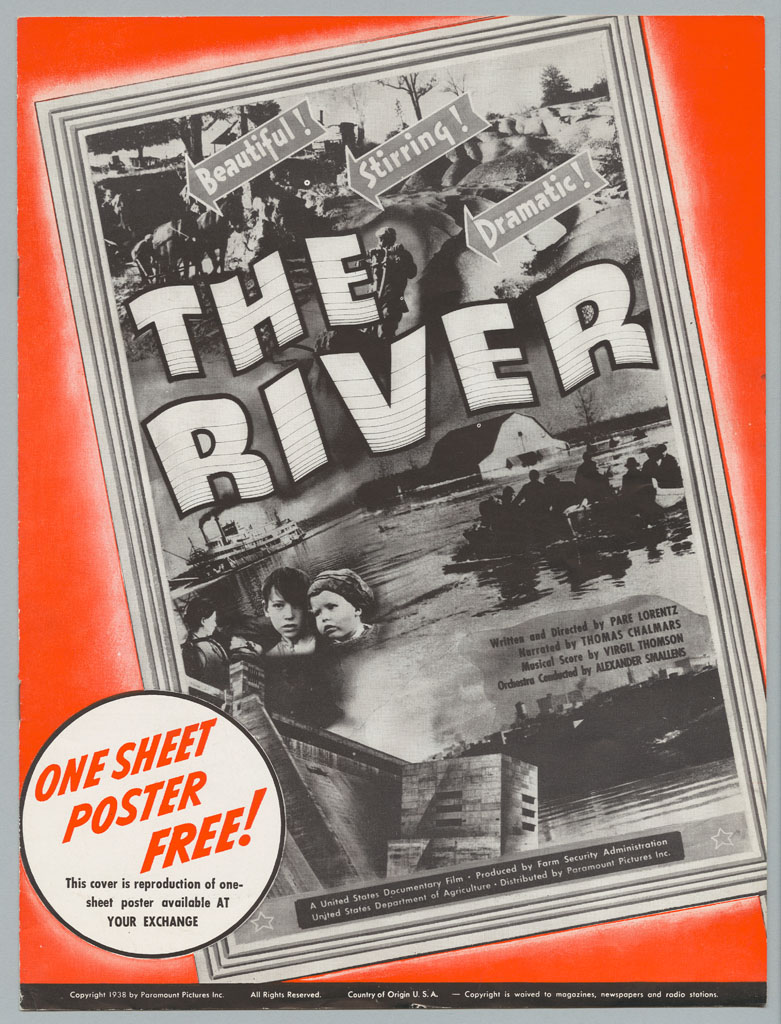 Beautiful!
Stirring!
Dramatic!
THE
RIVER
Written and Directed by PARE LORENTZ
Narrated by THOMAS CHALMARS
Musical Score by VIRGIL THOMSON
Orchestra Conducted by ALEXANDER SMALLENS
A United States Documentary Film • Produced by Farm Security Administration
United States Department of Agriculture • Distributed by Paramount Pictures Inc.
ONE SHEET
POSTER
FREE!
This cover is reproduction of one-
sheet poster available AT
YOUR EXCHANGE
Copyright 1938 by Paramount Pictures Inc. All Rights Reserved. Country of Origin U. S. A. — Copyright is waived to magazines, newspapers and radio stations.